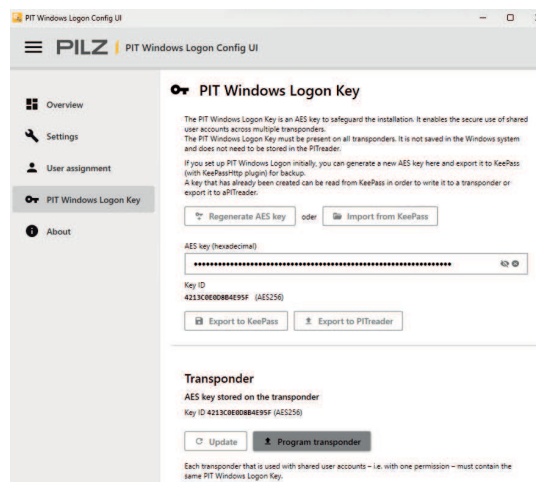 PIT Windows Logon Config UI
PILZ PIT Windows Logon Config UI
Overview
Settings
User assignment
PIT Windows Logon Key
About
PIT Windows Logon Key
The PIT Windows Logon Key is an AES key to safeguard the installation. It enables the secure use of shared
user accounts across multiple transponders.
The PIT Windows Logon Key must be present on all transponders. It is not saved in the Windows system
and does not need to be stored in the PITreader.
If you set up PIT Windows Logon initially, you can generate a new AES key here and export it to KeePass
(with KeePassHttp plugin) for backup.
A key that has already been created can be read from KeePass in order to write it to a transponder or
export it to aPITreader.
Regenerate AES key oder Import from KeePass
AES key (hexadecimal)
Key ID
4213C0E0D8B4E95F (AES256)
Export to KeePass Export to PITreader
Transponder
AES key stored on the transponder
Key ID 4213C0E0D8B4E95F (AES256)
Update Program transponder
Each transponder that is used with shared user accounts – i.e. with one permission – must contain the
same PIT Windows Logon Key.